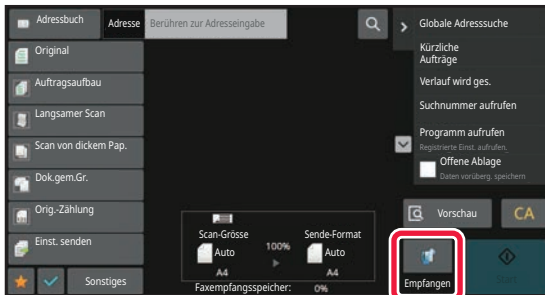 Adressbuch
Adresse
Berühren zur Adresseingabe
Original
Auftragsaufbau
Langsamer Scan
Scan von dickem Pap.
Dok.gem.Gr.
Orig.-Zählung
Einst. senden
Sonstiges
Scan-Grösse
Auto
A4
100%
Sende-Format
Auto
A4
Faxempfangsspeicher: 0%
Globale Adresssuche
Kürzliche
Aufträge
Verlauf wird ges.
Suchnummer aufrufen
Programm aufrufen
Registrierte Einst. aufrufen.
Offene Ablage
Daten vorüberg. speichern
Vorschau
CA
Empfangen
Start